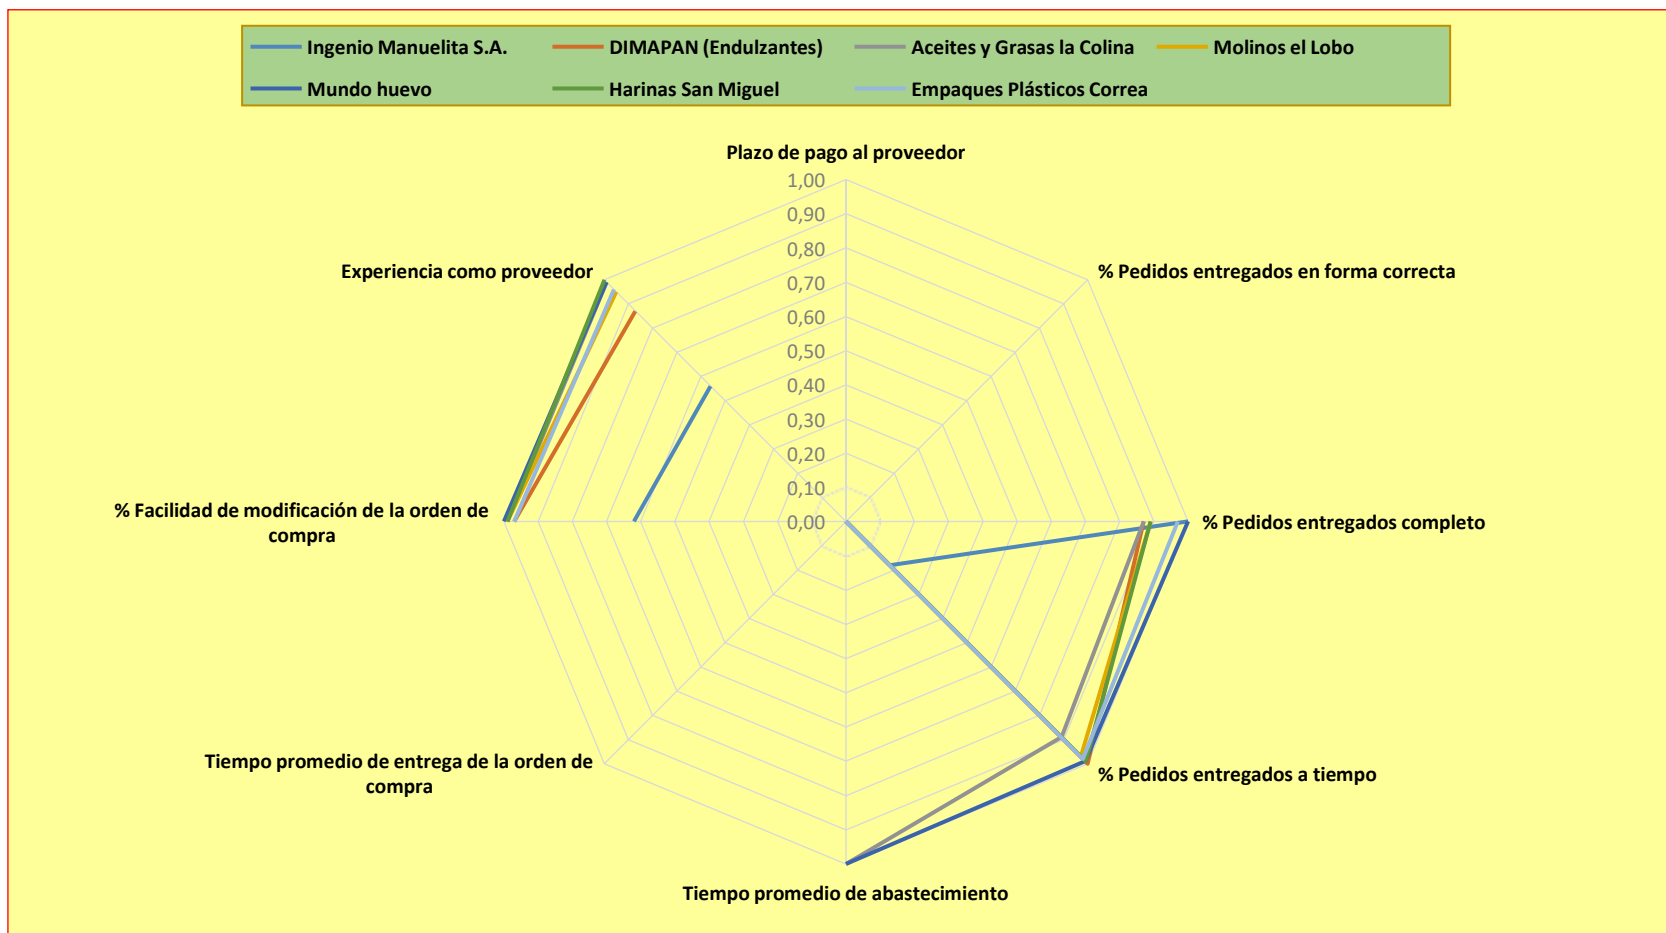 Ingenio Manuelita S.A.
DIMAPAN (Endulzantes)
Aceites y Grasas la Colina
Molinos el Lobo
Mundo huevo
Harinas San Miguel
Empaques Plásticos Correa
Plazo de pago al proveedor
1,00
0,90
0,80
0,70
0,60
0,50
0,40
0,30
0,20
0,10
0,00
% Pedidos entregados en forma correcta
% Pedidos entregados completo
% Pedidos entregados a tiempo
Tiempo promedio de abastecimiento
Tiempo promedio de entrega de la orden de
compra
% Facilidad de modificación de la orden de
compra
Experiencia como proveedor